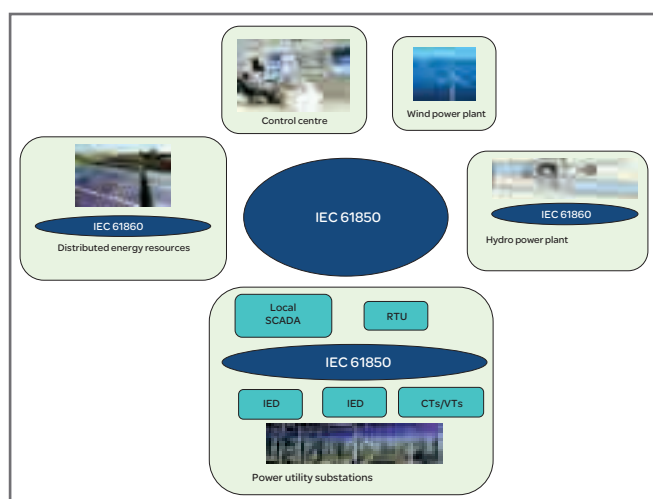 Control centre
Wind power plant
IEC 61860
Distributed energy resources
IEC 61850
IEC 61860
Hydro power plant
Local
SCADA
RTU
IEC 61850
IED
IED
CTs/VTs
Power utility substations